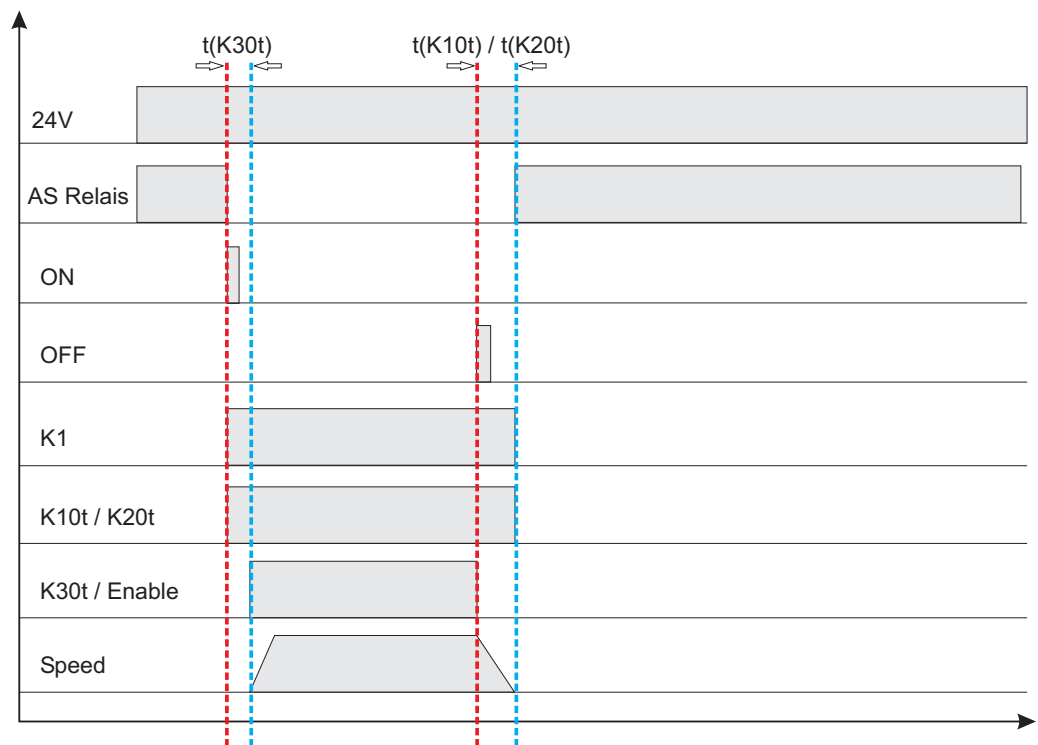 t(K30t)
t(K10t) / t(K20t)
24V
AS Relais
ON
OFF
K1
K10t / K20t
K30t / Enable
Speed